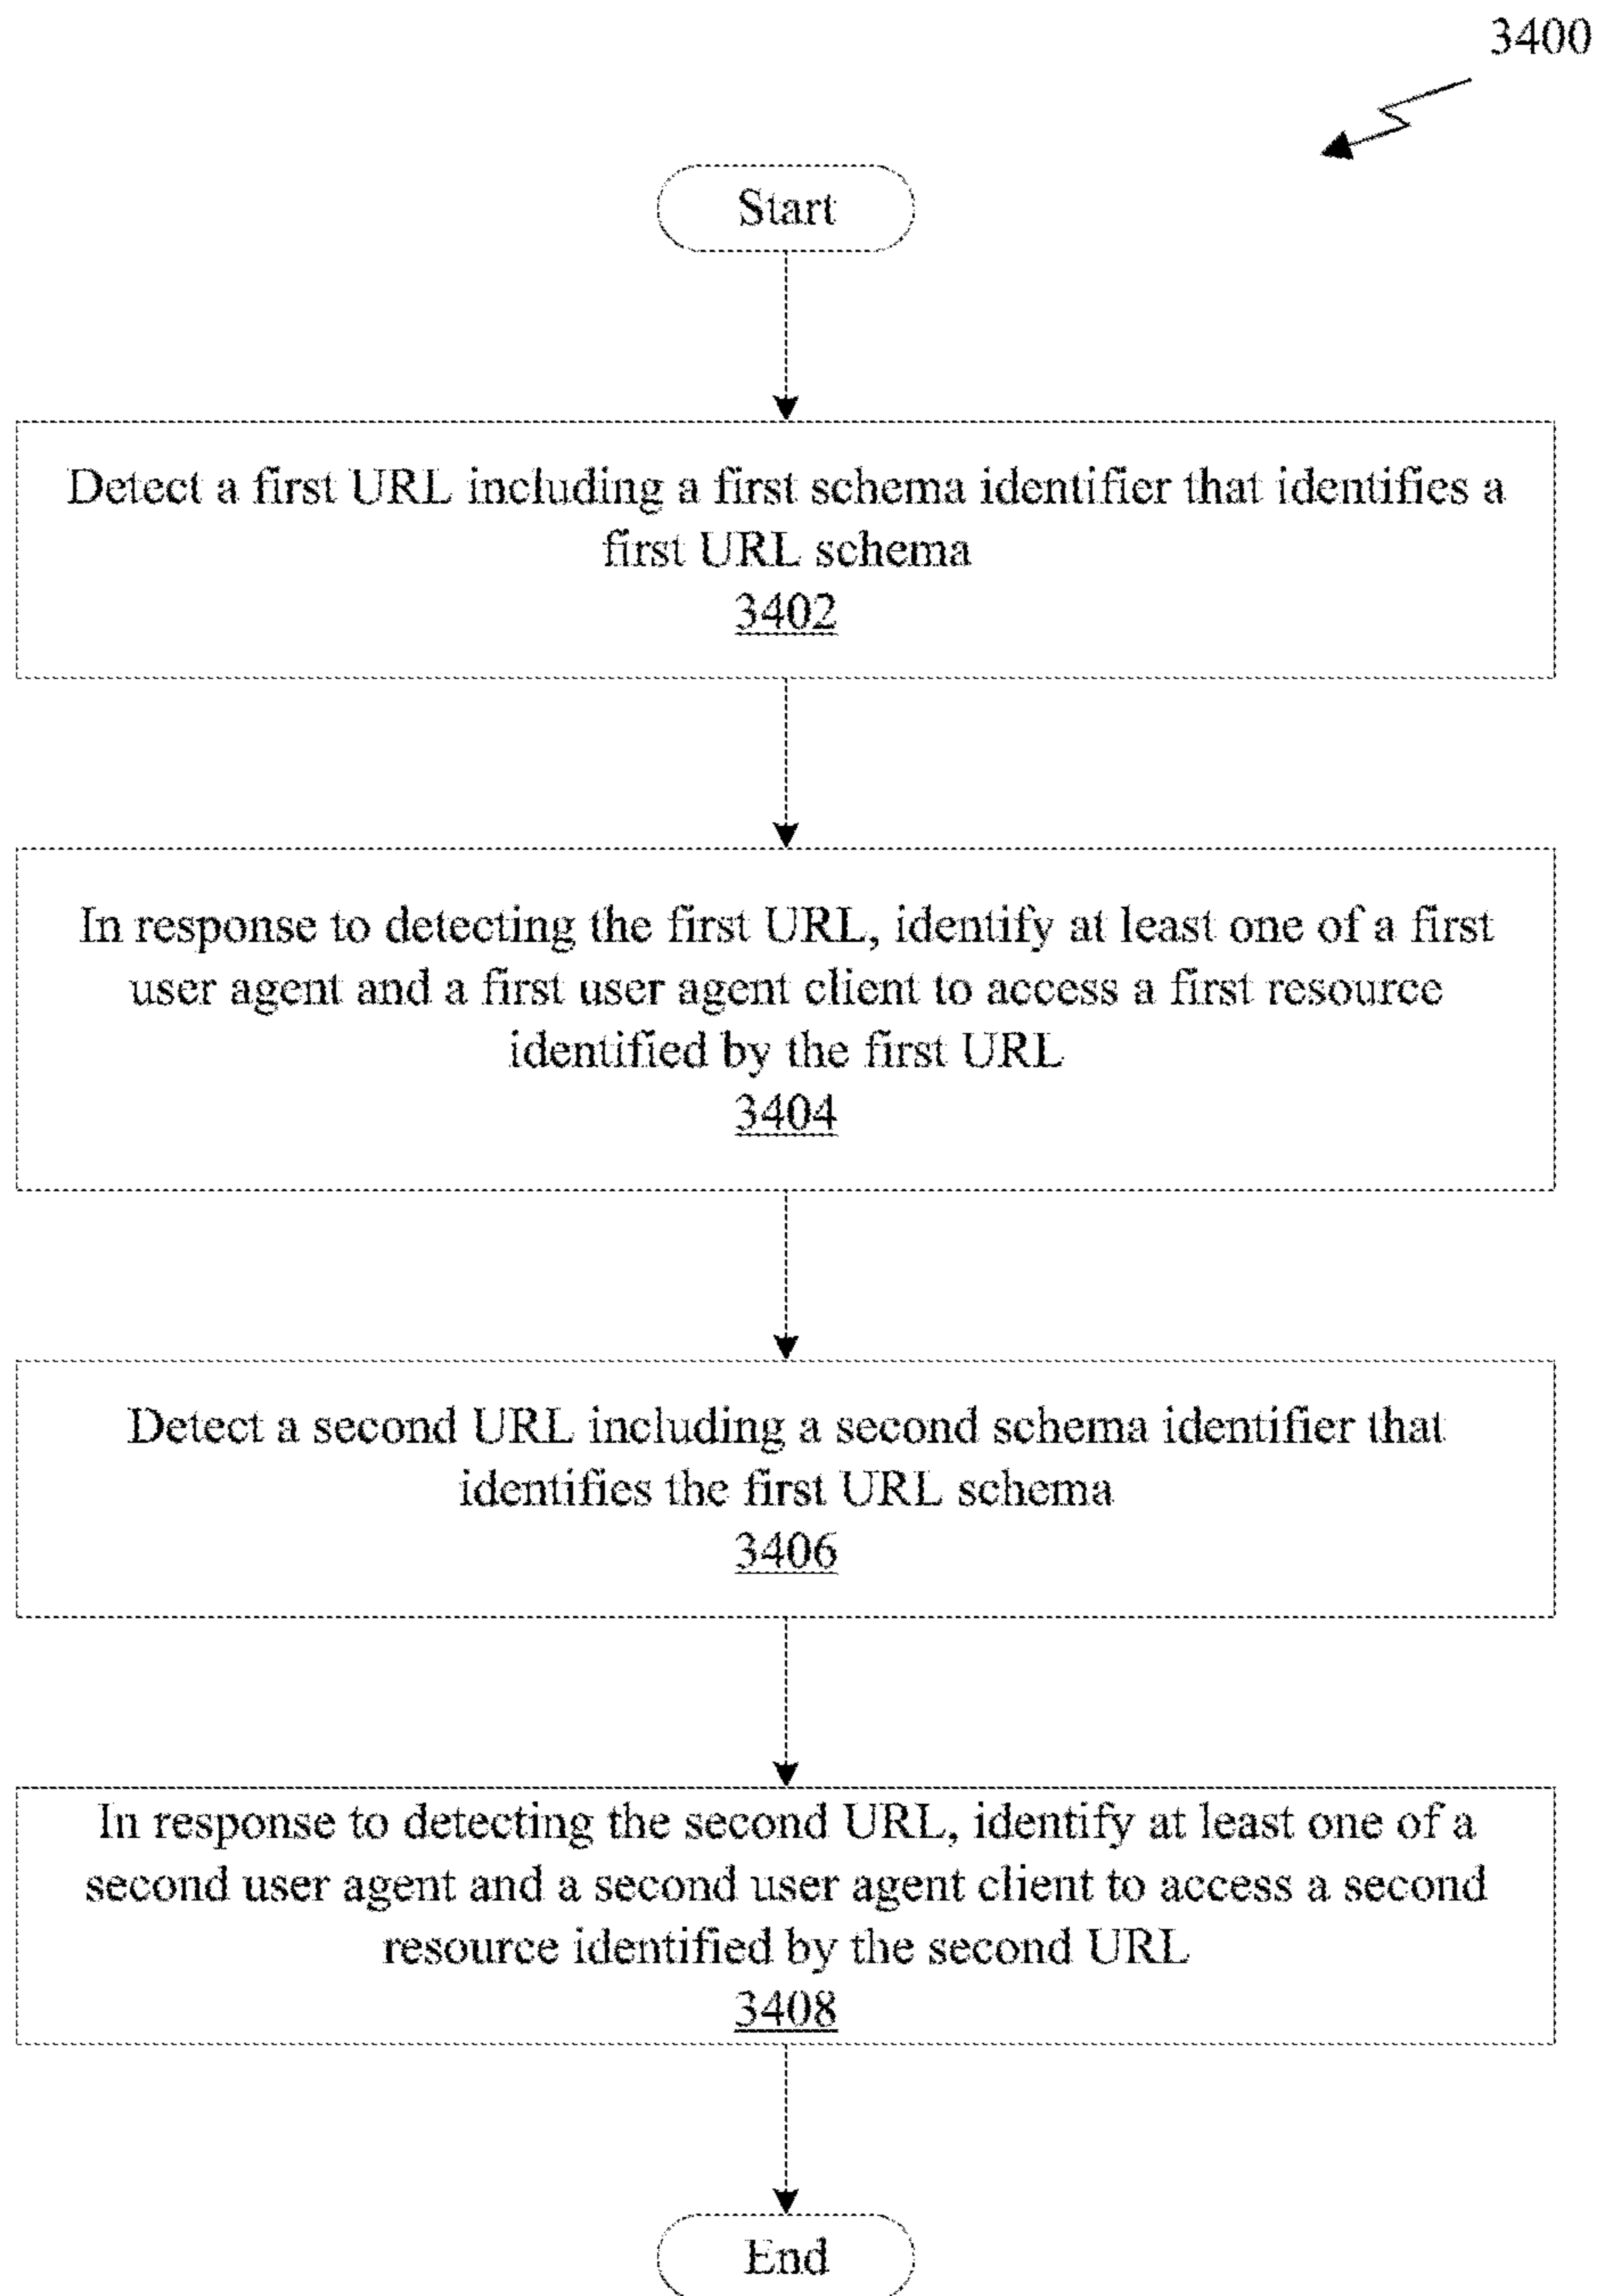 3400
Start
Detect a first URL including a first schema identifier that identifies a
first URL schema
3402
In response to detecting the first URL, identify at least one of a first
user agent and a first user agent client to access a first resource
identified by the first URL
3404
Detect a second URL including a second schema identifier that
identifies the first URL schema
3406
In response to detecting the second URL, identify at least one of a
second user agent and a second user agent client to access a second
resource identified by the second URL
3408
End